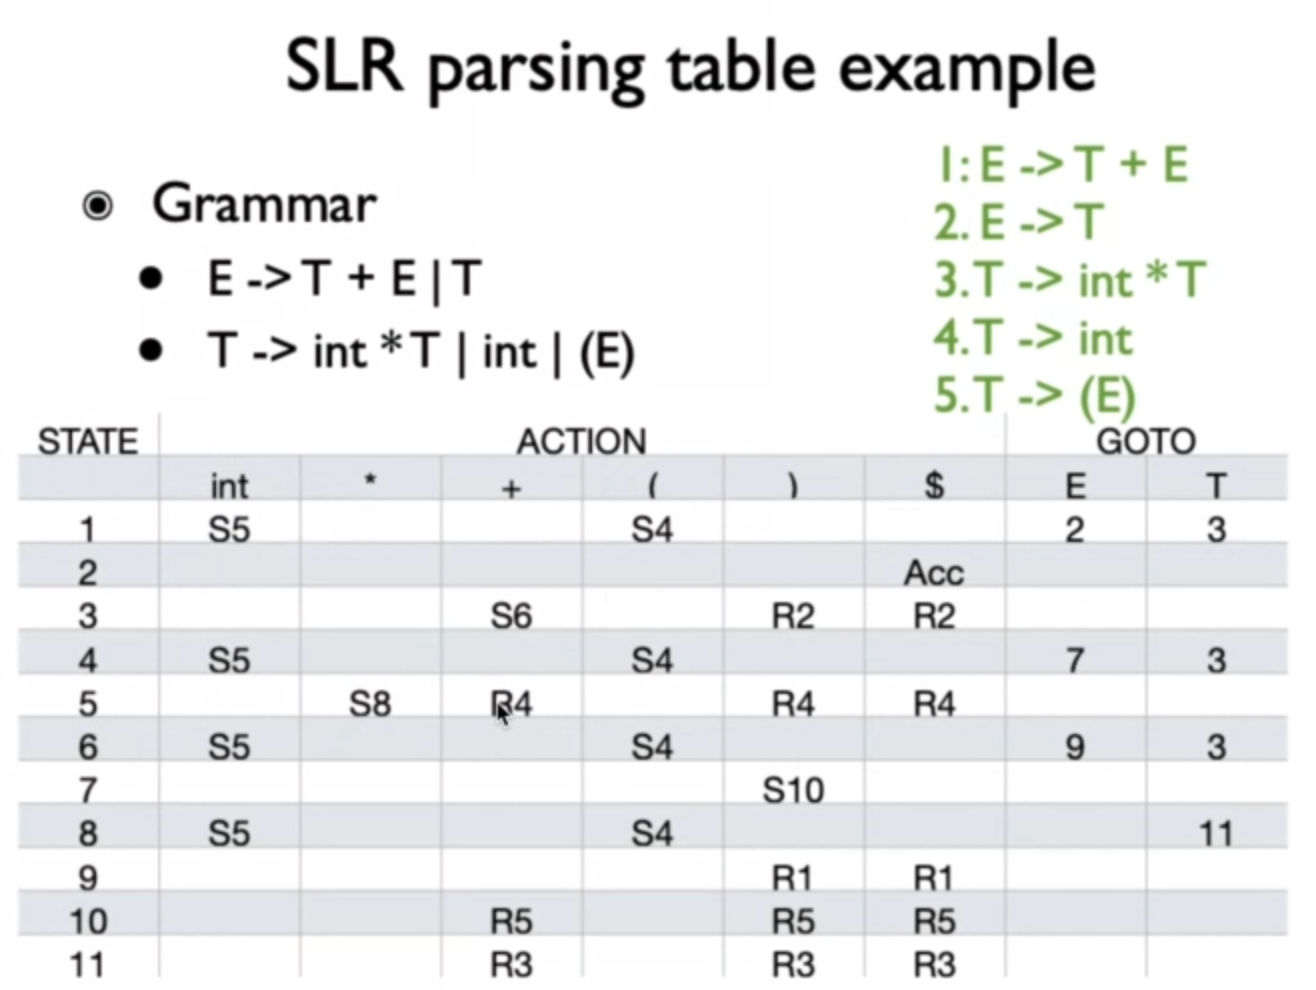 SLR parsing table example
Grammar
E -> T + E | T
T -> int * T | int | (E)
1: E -> T + E
2. E -> T
3. T -> int * T
4. T -> int
5. T -> (E)
STATE ACTION GOTO
int * + ( ) $ E T
1 S5 S4 2 3
2 Acc
3 S6 R2 R2
4 S5 S4 7 3
5 S8 R4 R4 R4
6 S5 S4 9 3
7 S10
8 S5 S4 11
9 R1 R1
10 R5 R5 R5
11 R3 R3 R3